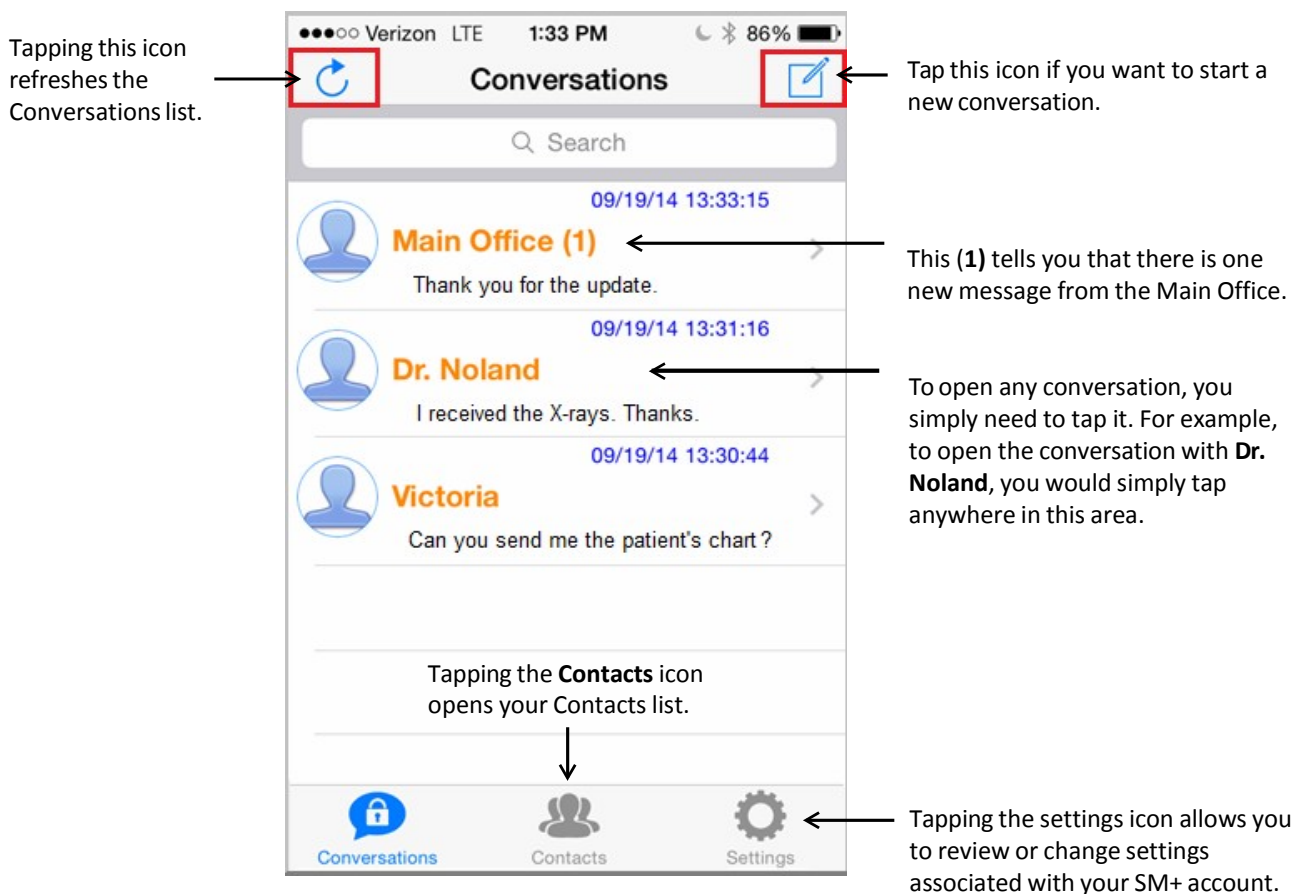 Tapping this icon
refreshes the
Conversations list.
Verizon LTE 1:33 PM 86%
Conversations
Search
Tap this icon if you want to start a
new conversation.
09/19/14 13:33:15
Main Office (1)
Thank you for the update.
This (1) tells you that there is one
new message from the Main Office.
09/19/14 13:31:16
Dr. Noland
I received the X-rays. Thanks.
To open any conversation, you
simply need to tap it. For example,
to open the conversation with Dr.
Noland, you would simply tap
anywhere in this area.
09/19/14 13:30:44
Victoria
Can you send me the patient's chart ?
Tapping the Contacts icon
opens your Contacts list.
Conversations Contacts Settings
Tapping the settings icon allows you
to review or change settings
associated with your SM+ account.